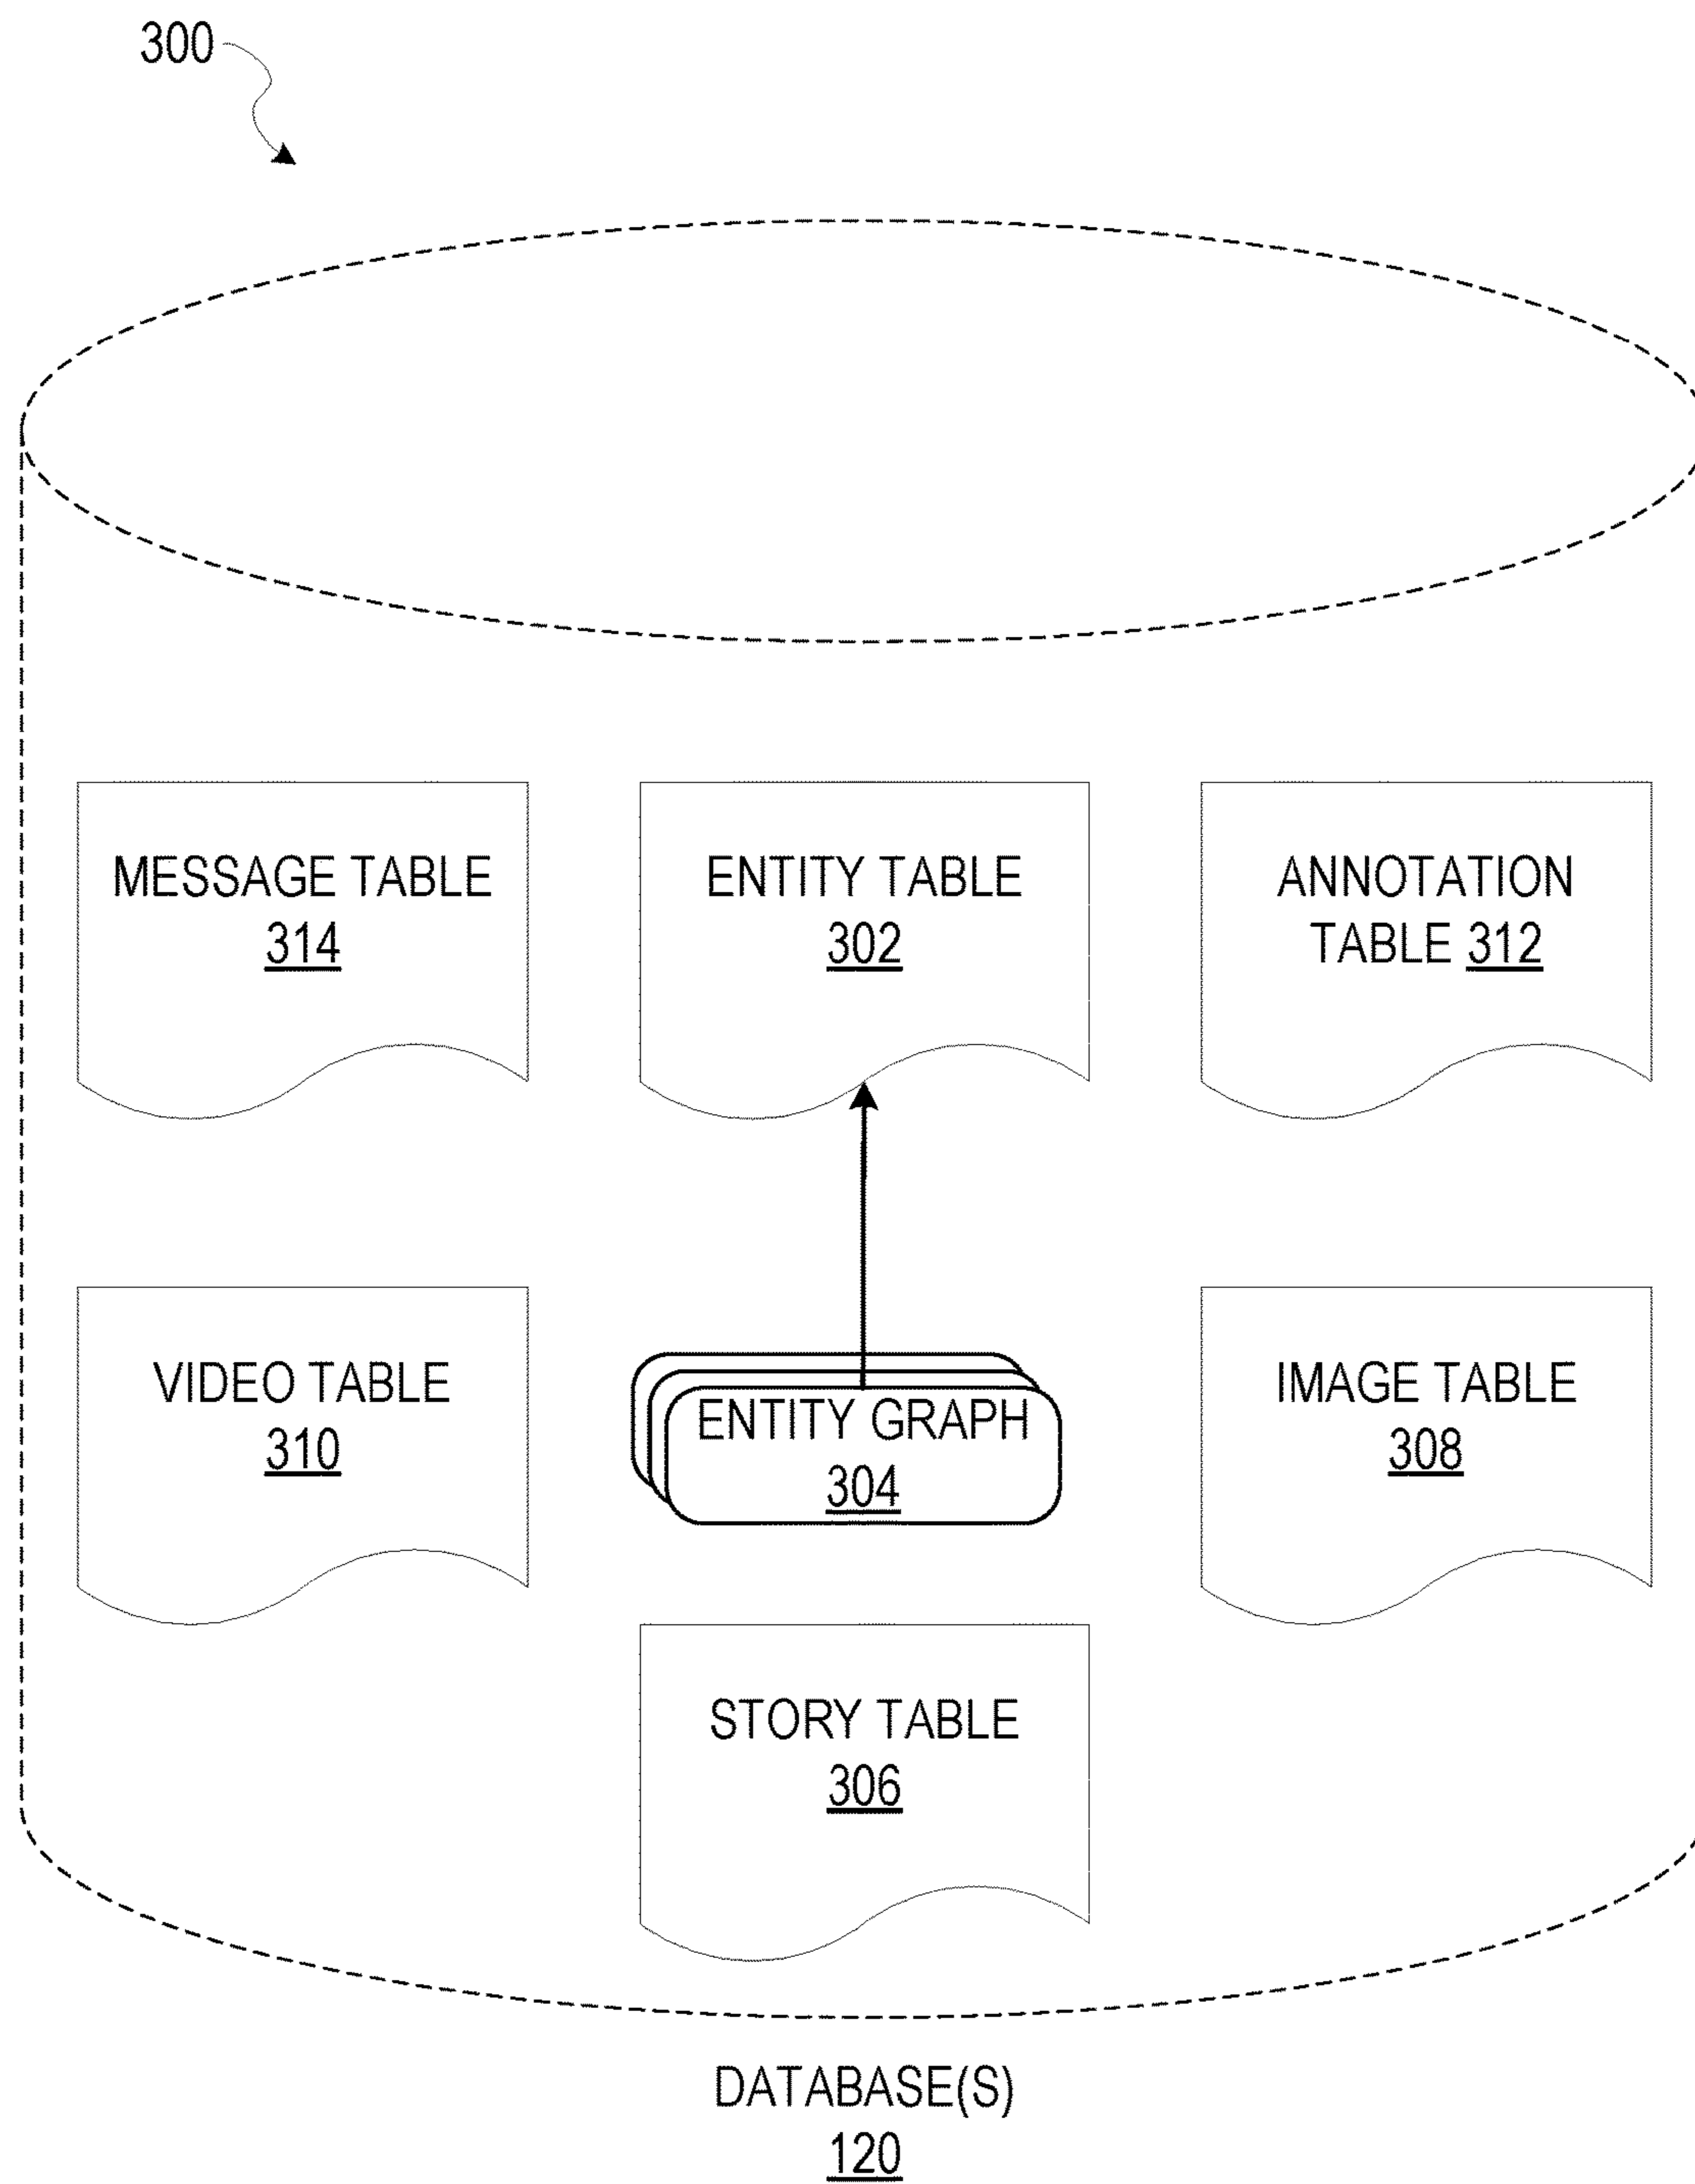 300
MESSAGE TABLE
314
ENTITY TABLE
302
ANNOTATION
TABLE 312
VIDEO TABLE
310
ENTITY GRAPH
304
IMAGE TABLE
308
STORY TABLE
306
DATABASE(S)
120